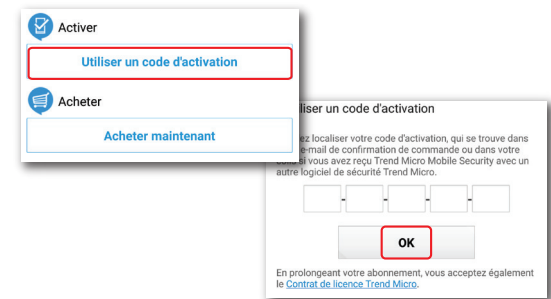 Activer
Utiliser un code d'activation
Acheter
Acheter maintenant
liser un code d'activation
ez localiser votre code d'activation, qui se trouve dans
e-mail de confirmation de commande ou dans votre
si vous avez reçu Trend Micro Mobile Security avec un
autre logiciel de sécurité Trend Micro.
- - - -
OK
En prolongeant votre abonnement, vous acceptez également
le Contrat de licence Trend Micro.